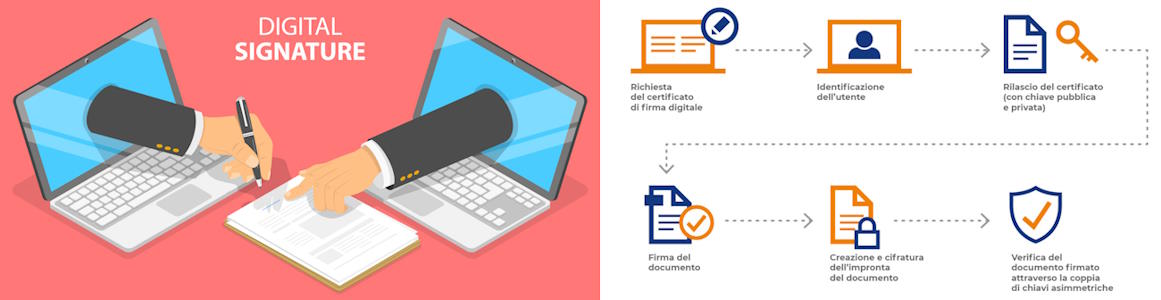 DIGITAL
SIGNATURE
Richiesta
del certificato
di firma digitale
Identificazione
dell'utente
Rilascio del certificato
(con chiave pubblica
e privata)
Firma del
documento
Creazione e cifratura
dell'impronta
del documento
Verifica del
documento firmato
attraverso la coppia
di chiavi asimmetriche